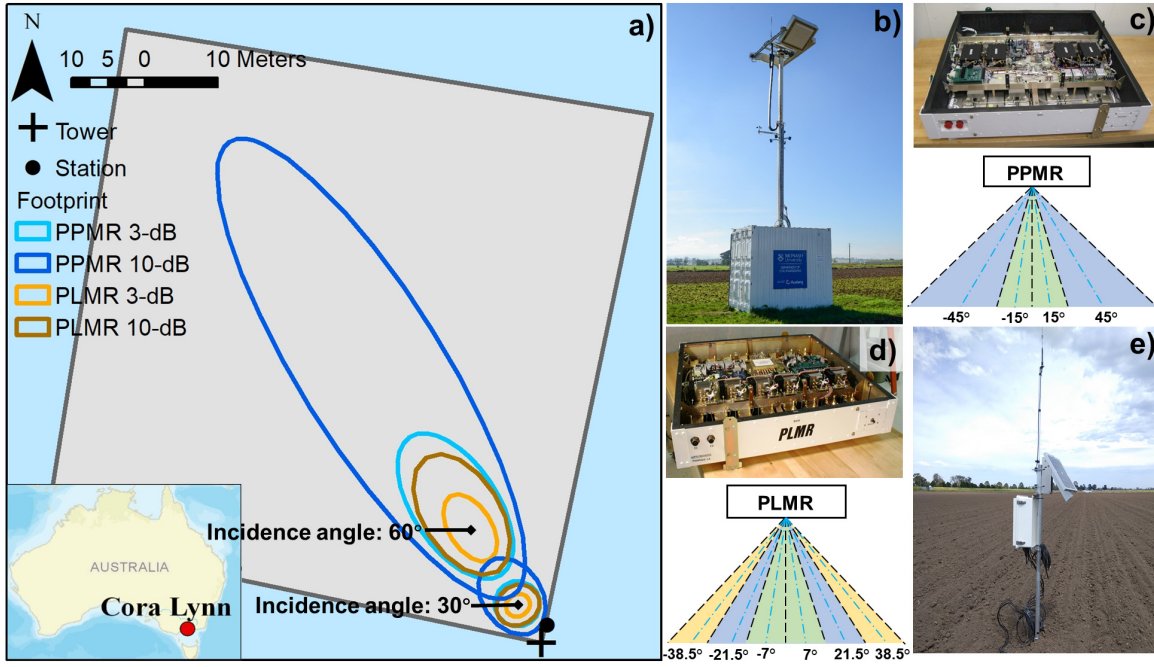 a)
N
10 5 0 10 Meters
Tower
Station
Footprint
PPMR 3-dB
PPMR 10-dB
PLMR 3-dB
PLMR 10-dB
Incidence angle: 60°
Incidence angle: 30°
AUSTRALIA
Cora Lynn
b)
MONASH
c)
PPMR
-45° -15° 15° 45°
d)
PLMR
PLMR
-38.5° -21.5° -7° 7° 21.5° 38.5°
e)